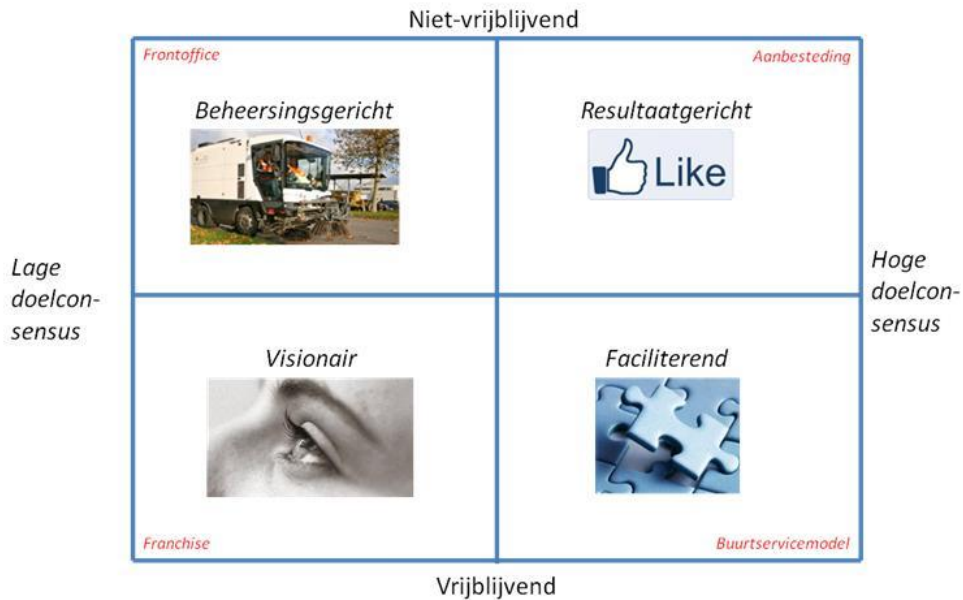 Niet-vrijblijvend
Frontoffice
Aanbesteding
Beheersingsgericht
Resultaatgericht
Like
Lage
doelcon-
sensus
Hoge
doelcon-
sensus
Visionair
Faciliterend
Franchise
Buurtservicemodel
Vrijblijvend